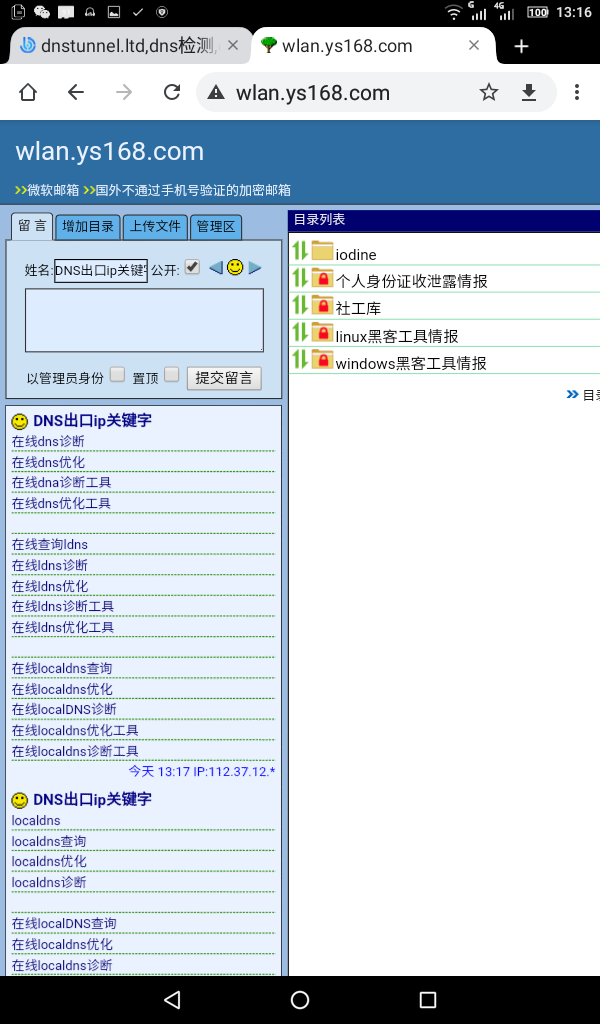 100 13:16
dnstunnel.ltd,dns检测,
wlan.ys168.com
wlan.ys168.com
wlan.ys168.com
>>微软邮箱 >>国外不通过手机号验证的加密邮箱
留 言 增加目录 上传文件 管理区
姓名: DNS出口ip关键 公开:
以管理员身份 置顶 提交留言
DNS出口ip关键字
在线dns诊断
在线dns优化
在线dna诊断工具
在线dns优化工具
在线查询ldns
在线ldns诊断
在线ldns优化
在线ldns诊断工具
在线ldns优化工具
在线localdns查询
在线localdns优化
在线localDNS诊断
在线localdns优化工具
在线localdns诊断工具
今天 13:17 IP:112.37.12.*
DNS出口ip关键字
localdns
localdns查询
localdns优化
localdns诊断
在线localDNS查询
在线localdns优化
在线localdns诊断
目录列表
iodine
个人身份证收泄露情报
社工库
linux黑客工具情报
windows黑客工具情报
>> 目